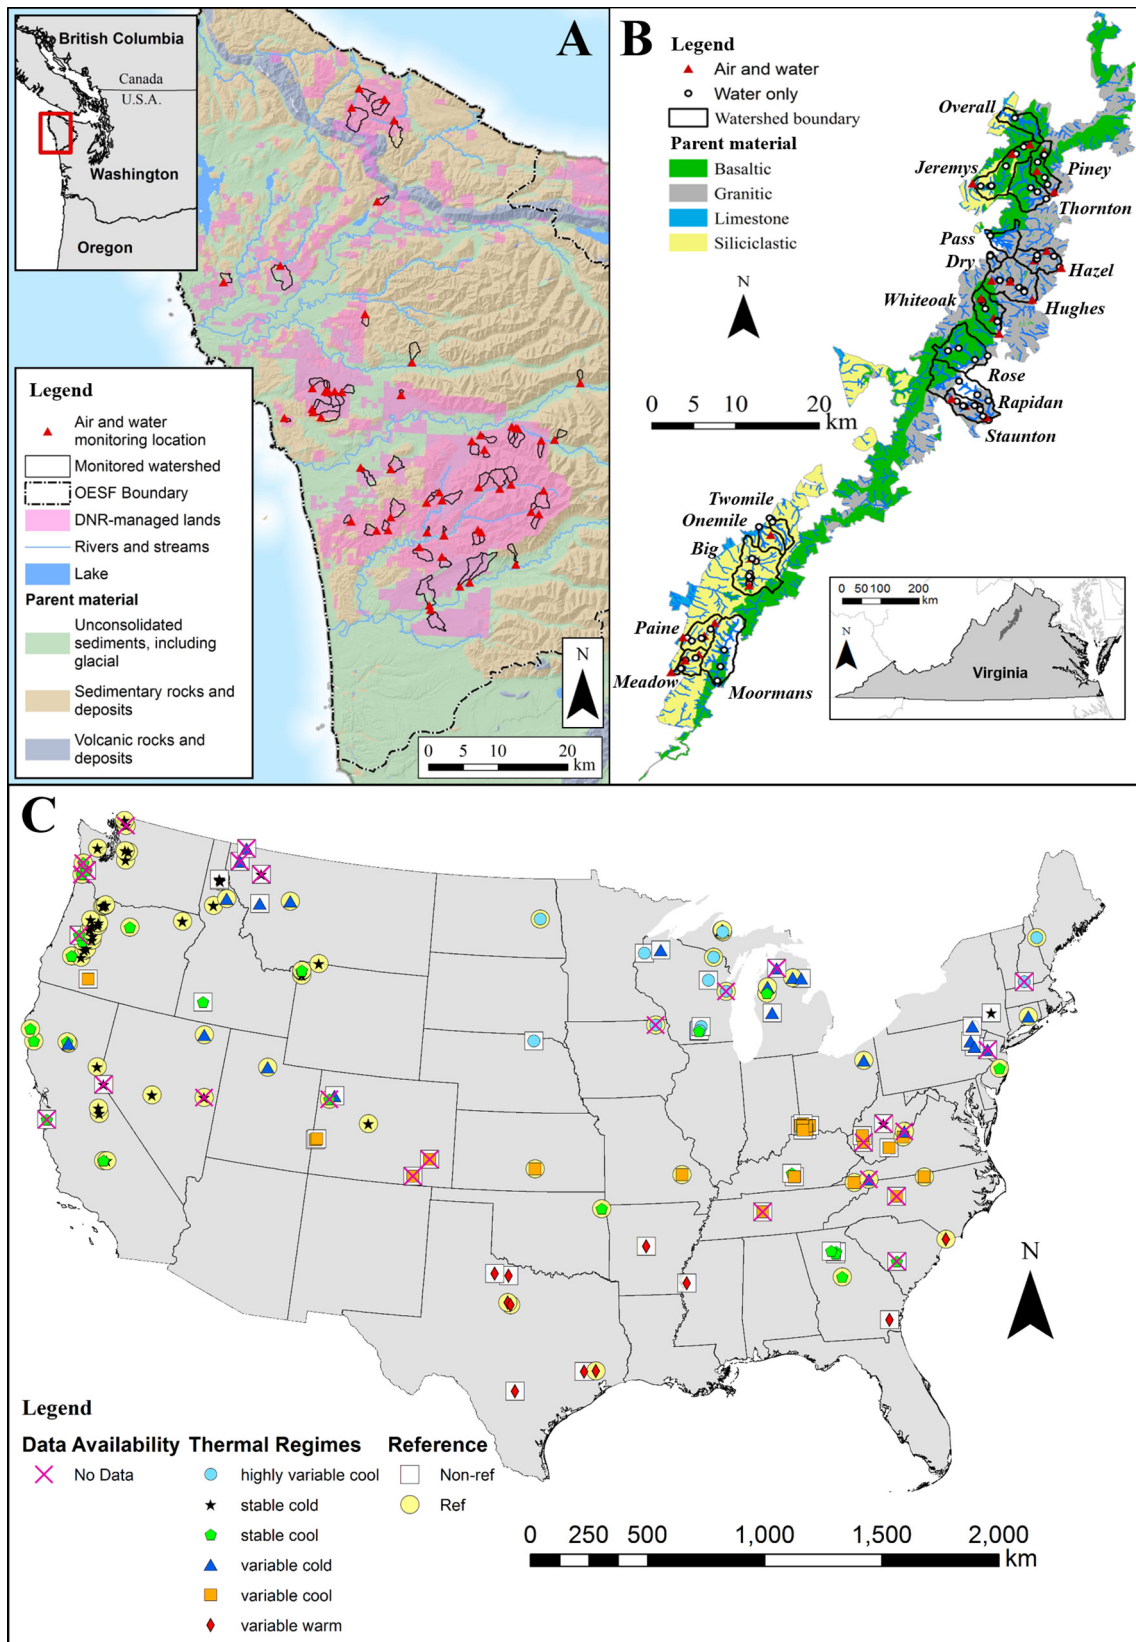 A
British Columbia
Canada
U.S.A.
Washington
Oregon
Legend
Air and water
monitoring location
Monitored watershed
OESF Boundary
DNR-managed lands
Rivers and streams
Lake
Parent material
Unconsolidated
sediments, including
glacial
Sedimentary rocks and
deposits
Volcanic rocks and
deposits
N
0 5 10 20
km
B
Legend
Air and water
Water only
Watershed boundary
Parent material
Basaltic
Granitic
Limestone
Siliciclastic
N
0 5 10 20
km
Overall
Jeremys
Piney
Thornton
Pass
Dry
Hazel
Whiteoak
Hughes
Rose
Rapidan
Staunton
Twomile
Onemile
Big
Paine
Meadow
Moormans
0 50 100 200
km
N
Virginia
C
N
Legend
Data Availability
No Data
Thermal Regimes
highly variable cool
stable cold
stable cool
variable cold
variable cool
variable warm
Reference
Non-ref
Ref
0 250 500 1,000 1,500 2,000
km